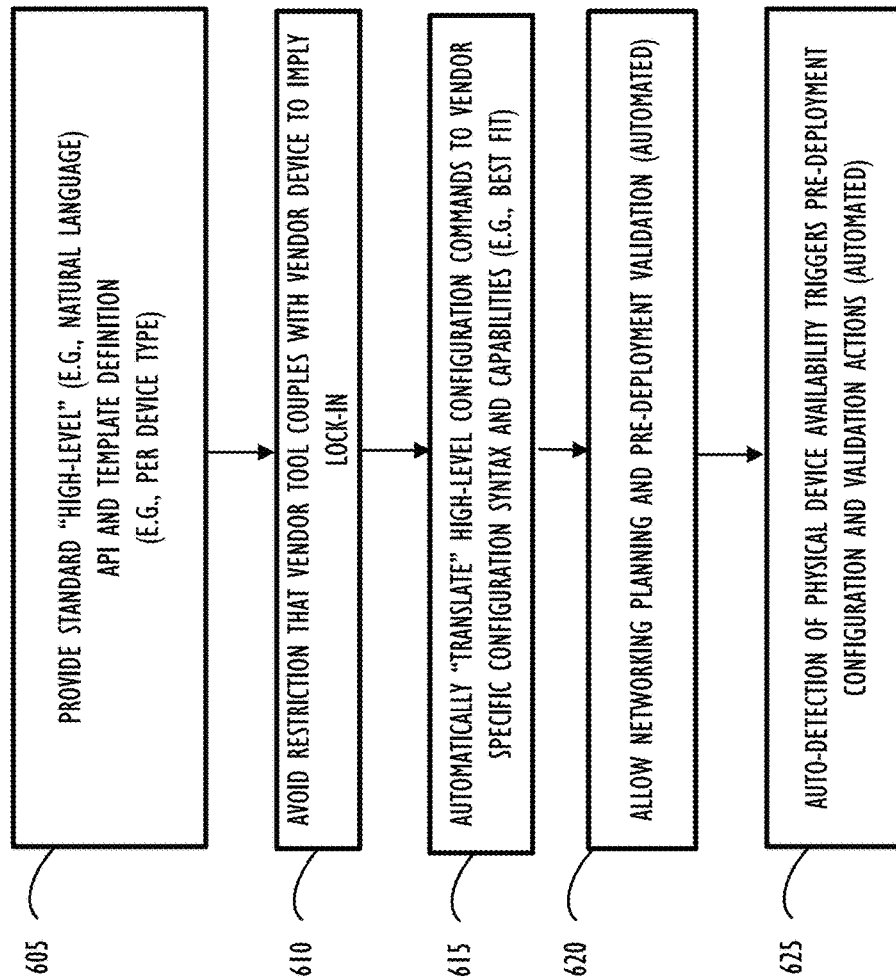 605
PROVIDE STANDARD “HIGH-LEVEL” (E.G., NATURAL LANGUAGE)
API AND TEMPLATE DEFINITION
(E.G., PER DEVICE TYPE)
610
AVOID RESTRICTION THAT VENDOR TOOL COUPLES WITH VENDOR DEVICE TO IMPLY
LOCK-IN
615
AUTOMATICALLY “TRANSLATE” HIGH-LEVEL CONFIGURATION COMMANDS TO VENDOR
SPECIFIC CONFIGURATION SYNTAX AND CAPABILITIES (E.G., BEST FIT)
620
ALLOW NETWORKING PLANNING AND PRE-DEPLOYMENT VALIDATION (AUTOMATED)
625
AUTO-DETECTION OF PHYSICAL DEVICE AVAILABILITY TRIGGERS PRE-DEPLOYMENT
CONFIGURATION AND VALIDATION ACTIONS (AUTOMATED)